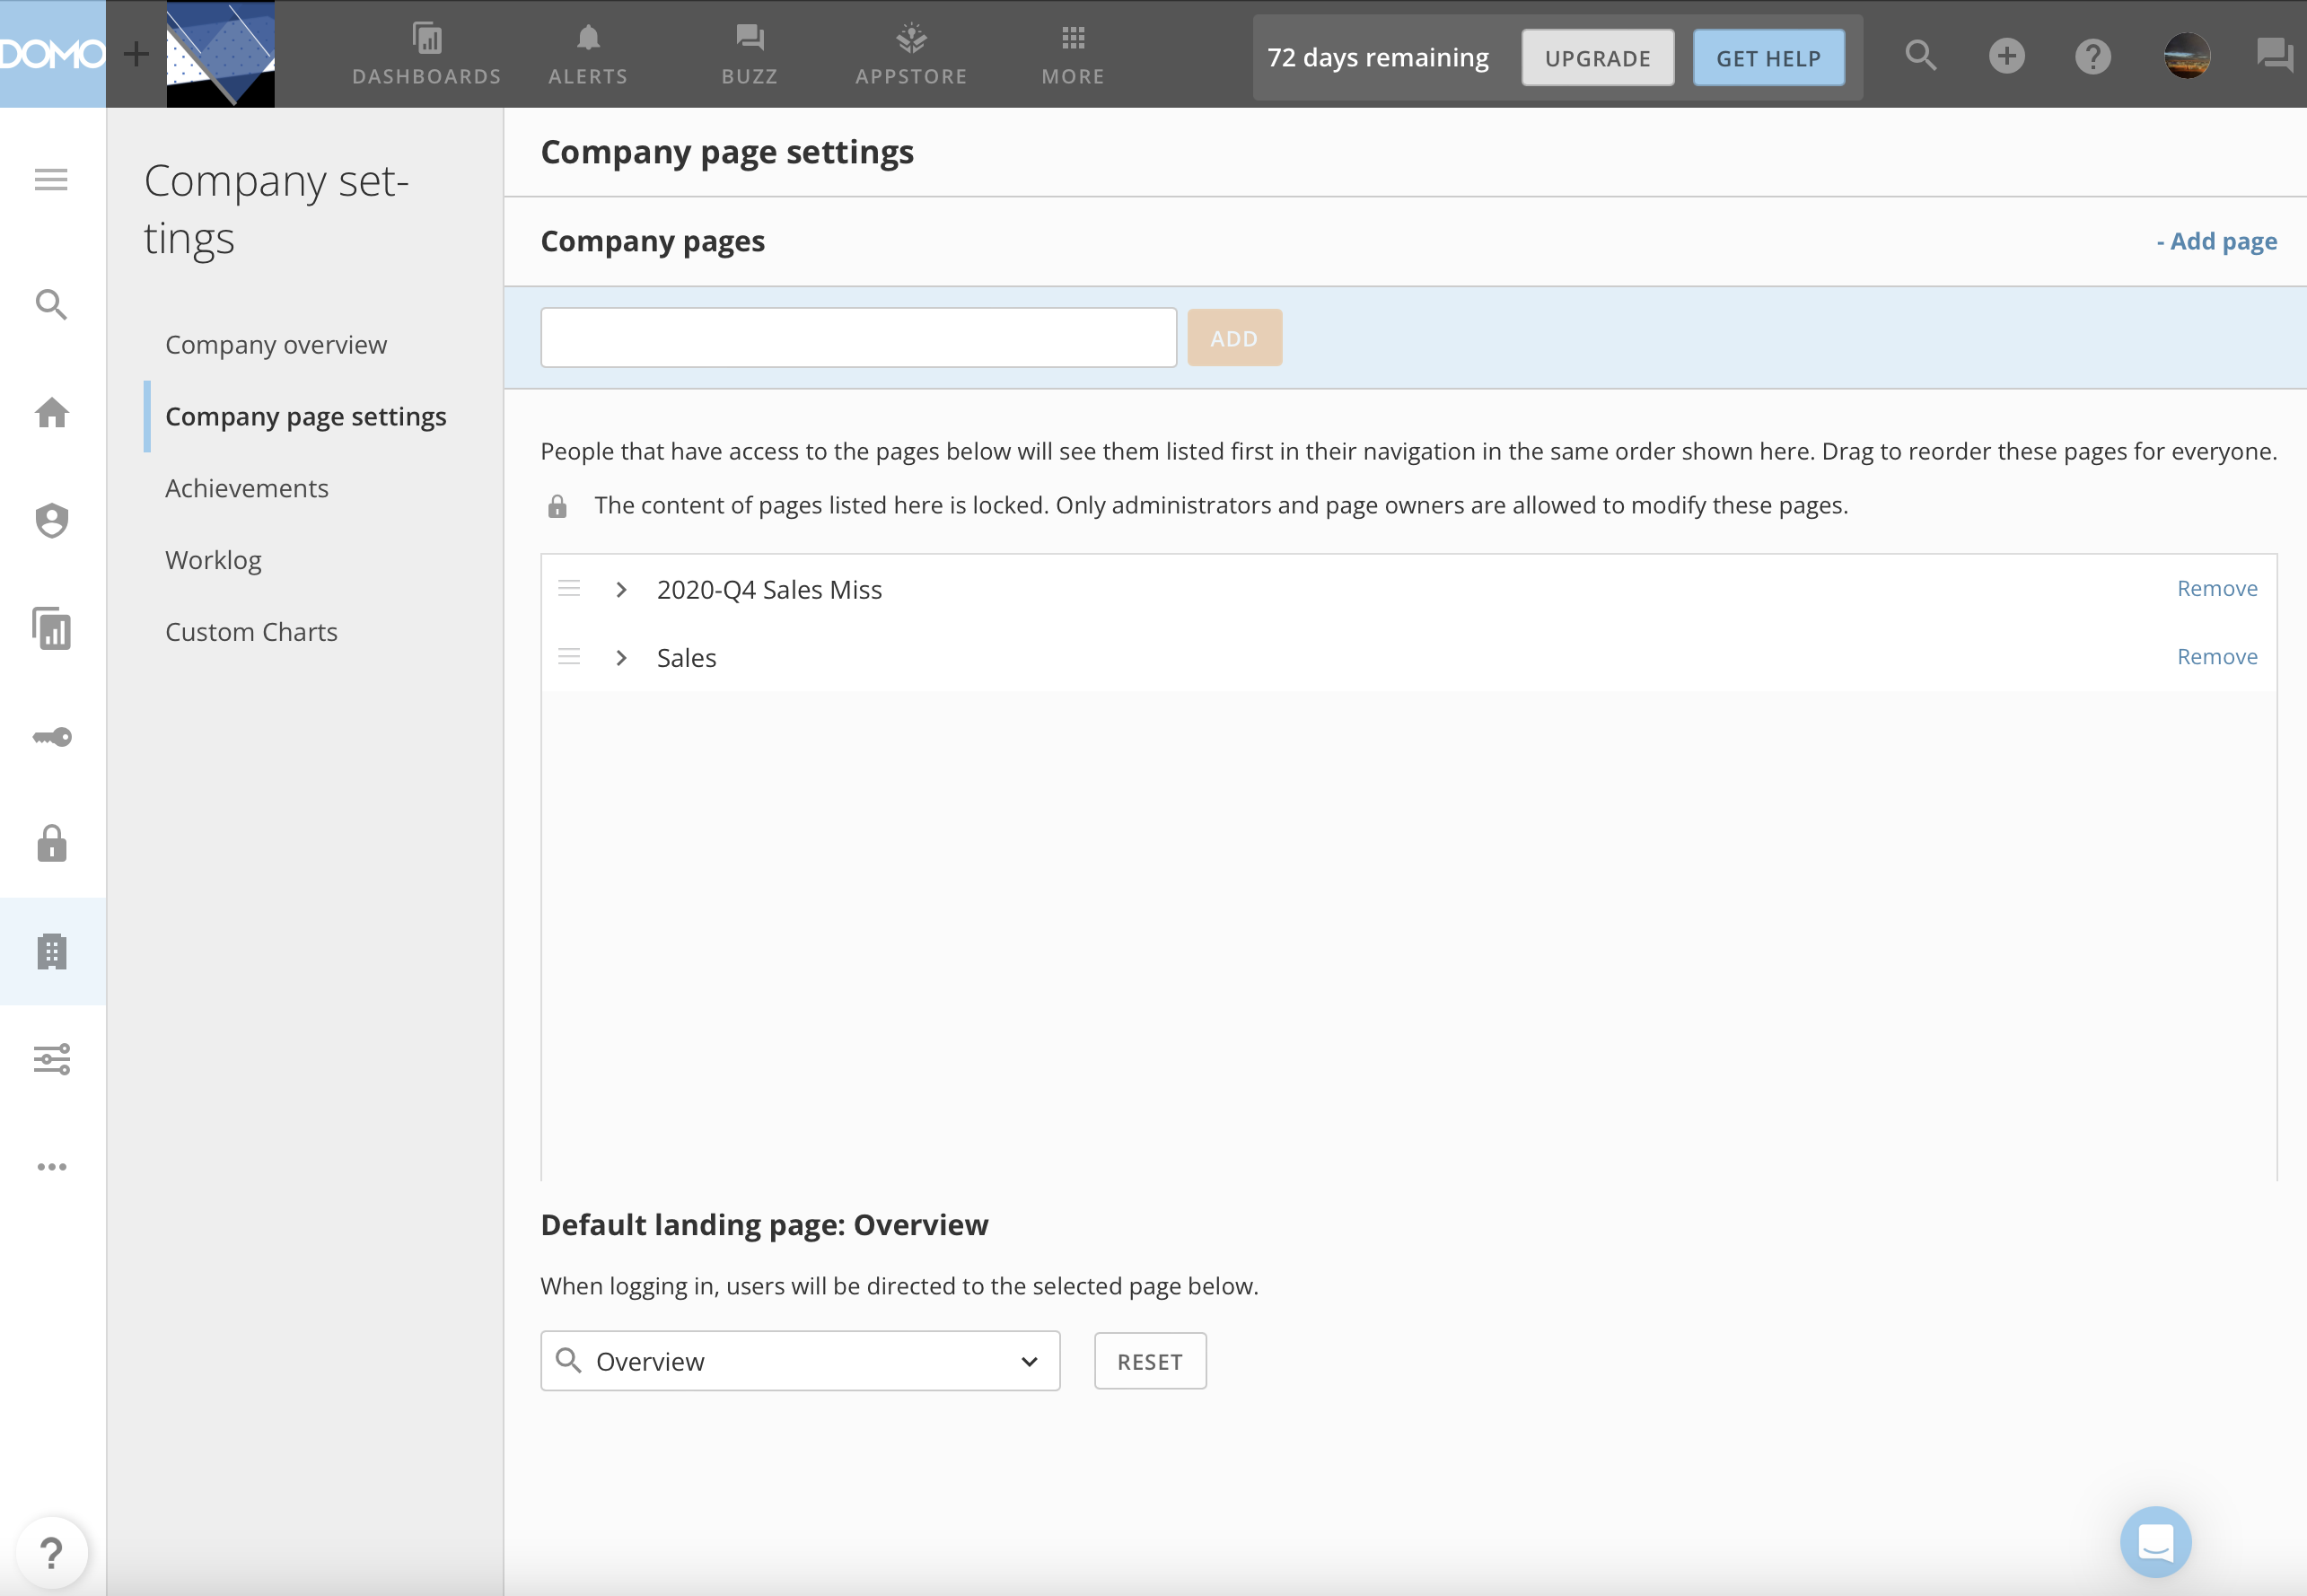 DOMO
DASHBOARDS
ALERTS
BUZZ
APPSTORE
MORE
72 days remaining
UPGRADE
GET HELP
Company set-
tings
Company overview
Company page settings
Achievements
Worklog
Custom Charts
Company page settings
Company pages
- Add page
ADD
People that have access to the pages below will see them listed first in their navigation in the same order shown here. Drag to reorder these pages for everyone.
The content of pages listed here is locked. Only administrators and page owners are allowed to modify these pages.
2020-Q4 Sales Miss
Remove
Sales
Remove
Default landing page: Overview
When logging in, users will be directed to the selected page below.
Overview
RESET